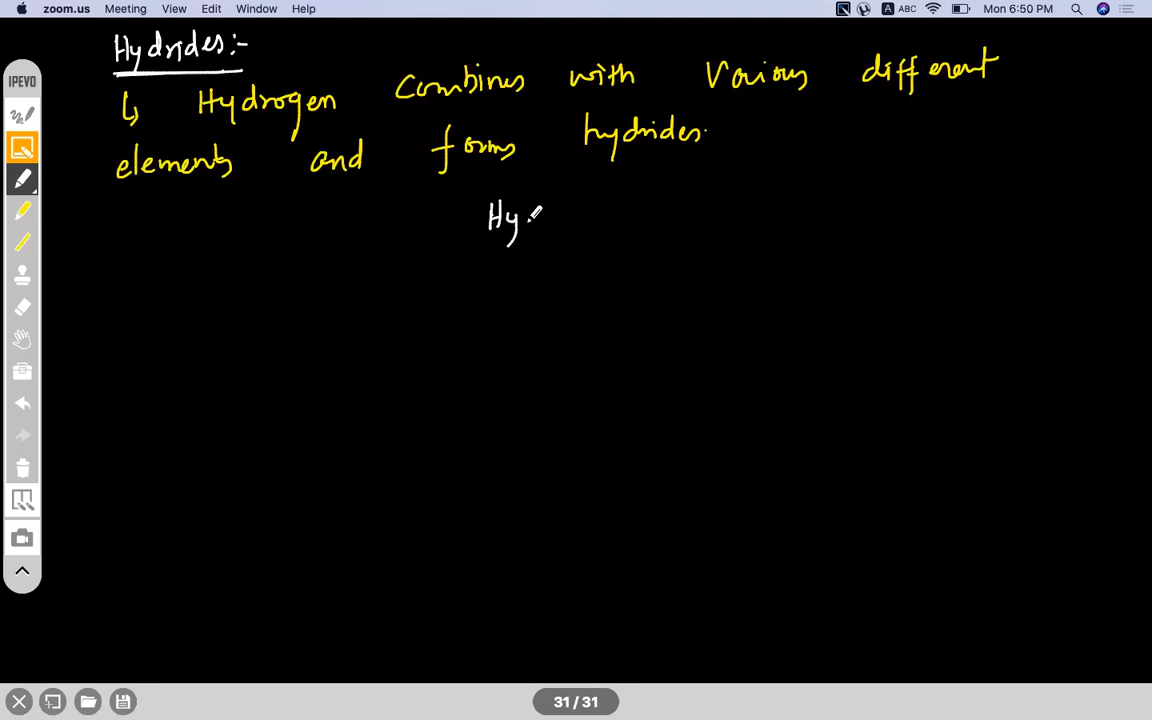 zoom.us Meeting View Edit Window Help A ABC Mon 6:50 PM
IPEVO
Hydrides:-
↳ Hydrogen combines with Various different
elements and forms hydrides.
Hy
31 / 31